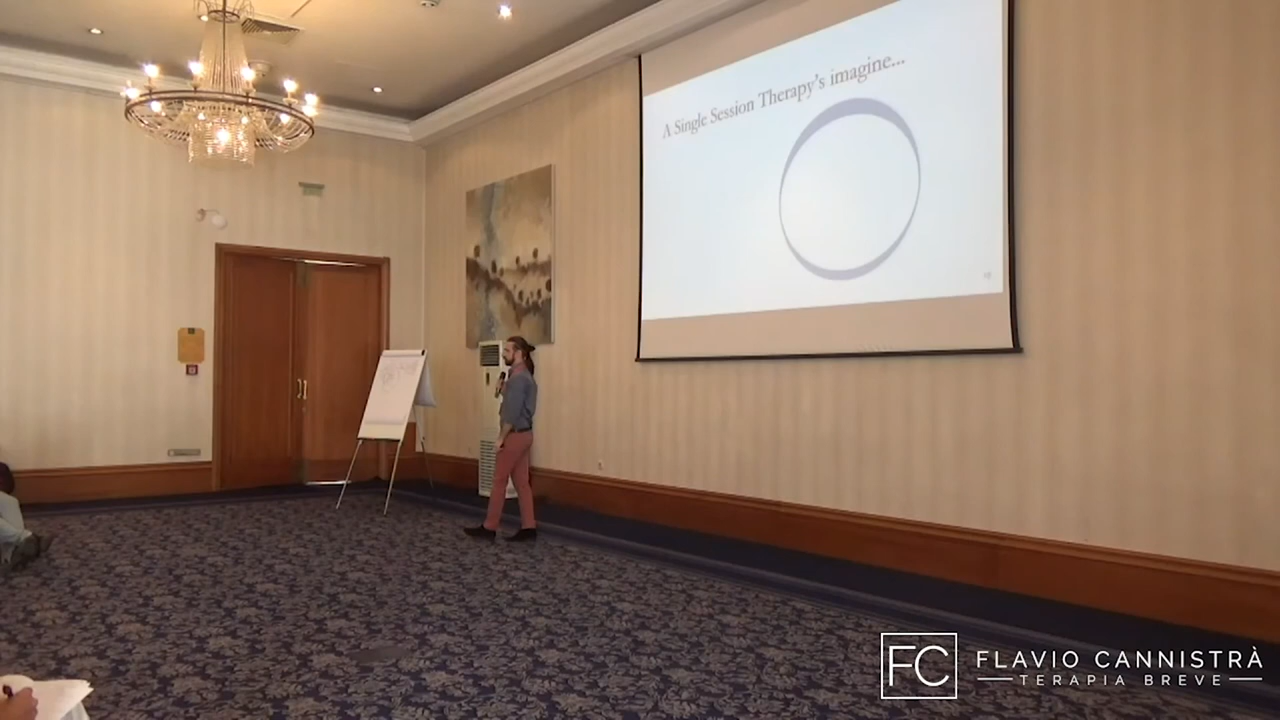 A Single Session Therapy's imagine...
FC
FLAVIO CANNISTRÀ
TERAPIA BREVE